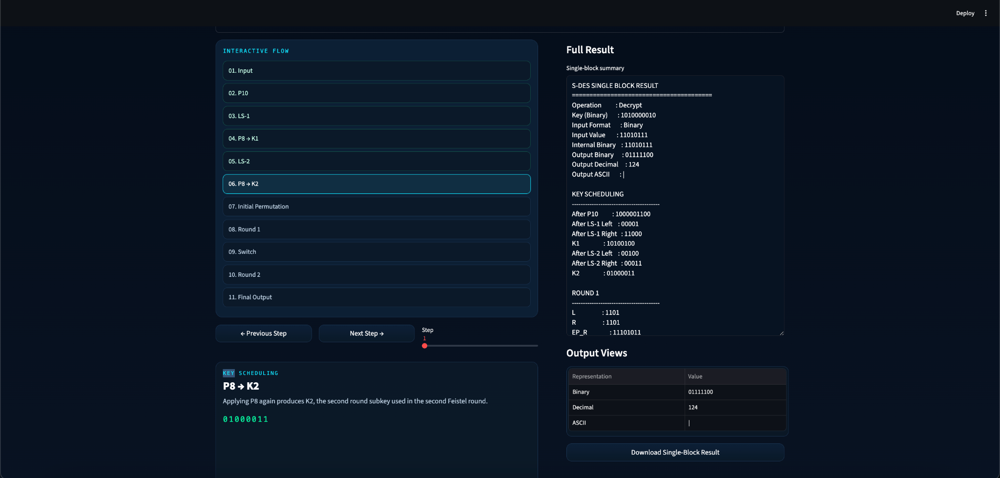 Deploy
INTERACTIVE FLOW
01. Input
02. P10
03. LS-1
04. P8 → K1
05. LS-2
06. P8 → K2
07. Initial Permutation
08. Round 1
09. Switch
10. Round 2
11. Final Output
← Previous Step
Next Step →
Step
1
KEY SCHEDULING
P8 → K2
Applying P8 again produces K2, the second round subkey used in the second Feistel round.
01000011
Full Result
Single-block summary
S-DES SINGLE BLOCK RESULT
========================================
Operation : Decrypt
Key (Binary) : 1010000010
Input Format : Binary
Input Value : 11010111
Internal Binary : 11010111
Output Binary : 01111100
Output Decimal : 124
Output ASCII : |
KEY SCHEDULING
----------------------------------------
After P10 : 1000001100
After LS-1 Left : 00001
After LS-1 Right : 11000
K1 : 10100100
After LS-2 Left : 00100
After LS-2 Right : 00011
K2 : 01000011
ROUND 1
----------------------------------------
L : 1101
R : 1101
EP_R : 11101011
Output Views
Representation Value
Binary 01111100
Decimal 124
ASCII |
Download Single-Block Result